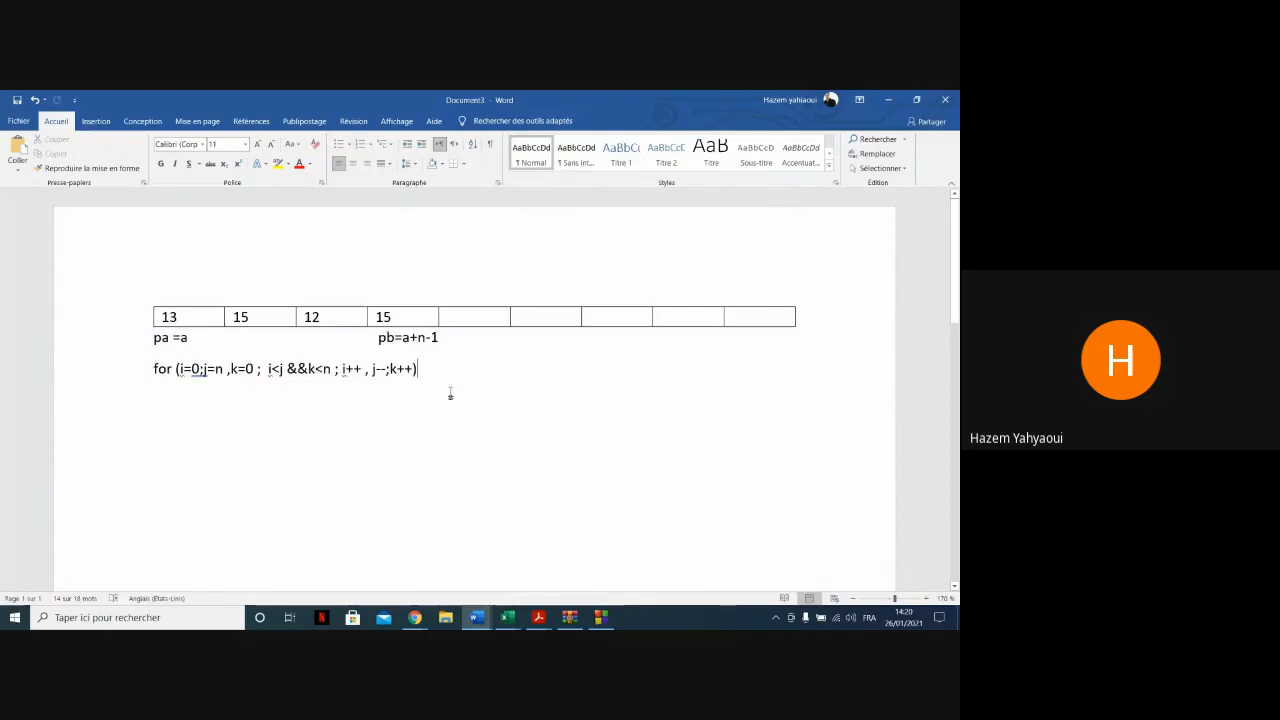 Document3 - Word
Hazem yahiaoui
Fichier Accueil Insertion Conception Mise en page Références Publipostage Révision Affichage Aide Rechercher des outils adaptés Partager
Coller
Couper
Copier
Reproduire la mise en forme
Presse-papiers
Calibri (Corp 11
Police
Paragraphe
AaBbCcDd AaBbCcDd AaBbC AaBbCcE AaB AaBbCcD AaBbCcDd
¶ Normal ¶ Sans int... Titre 1 Titre 2 Titre Sous-titre Accentuat...
Styles
Rechercher
Remplacer
Sélectionner
Édition
13 15 12 15
pa =a pb=a+n-1
for (i=0;j=n ,k=0 ; i<j &&k<n ; i++ , j--;k++)
Page 1 sur 1 14 sur 18 mots Anglais (États-Unis) 170 %
Taper ici pour rechercher
FRA
14:20
26/01/2021
H
Hazem Yahyaoui